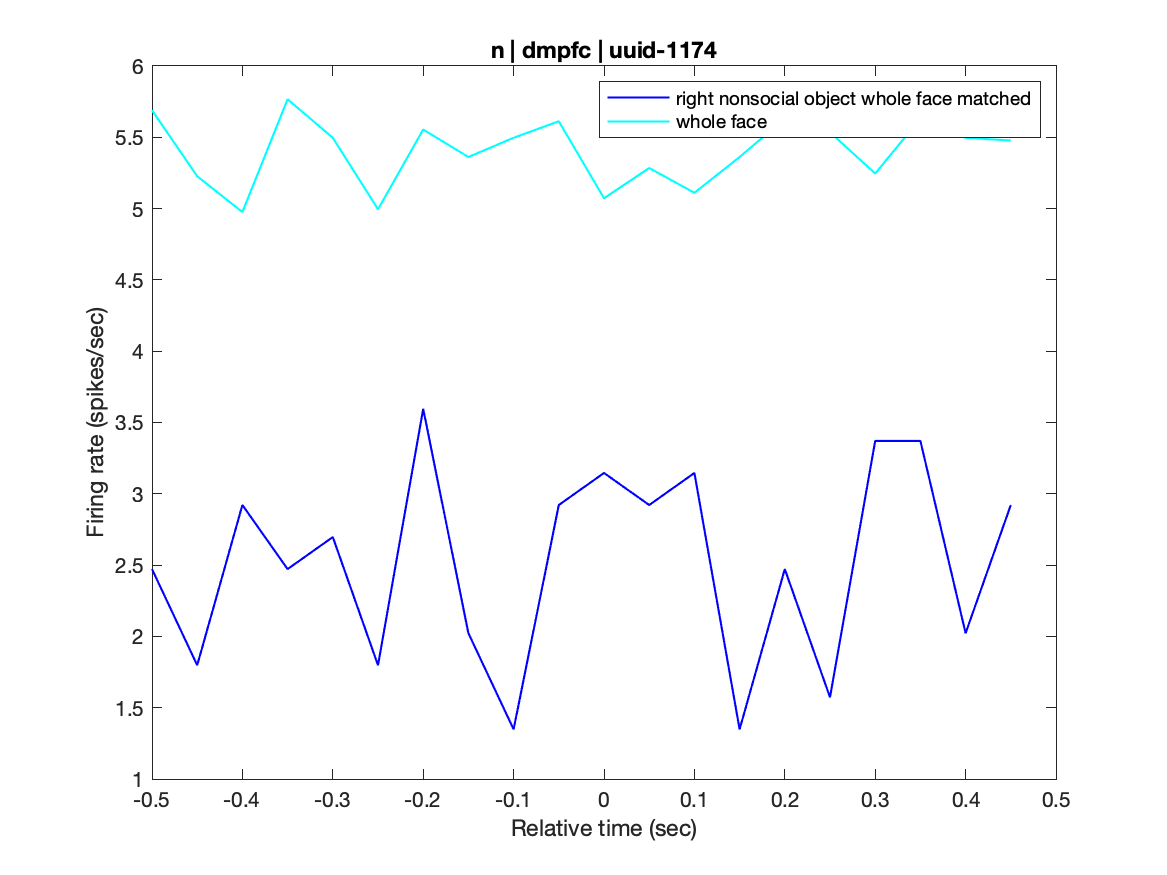 n | dmpfc | uuid-1174
right nonsocial object whole face matched
whole face
6
5.5
5
4.5
4
3.5
3
2.5
2
1.5
1
Firing rate (spikes/sec)
-0.5 -0.4 -0.3 -0.2 -0.1 0 0.1 0.2 0.3 0.4 0.5
Relative time (sec)